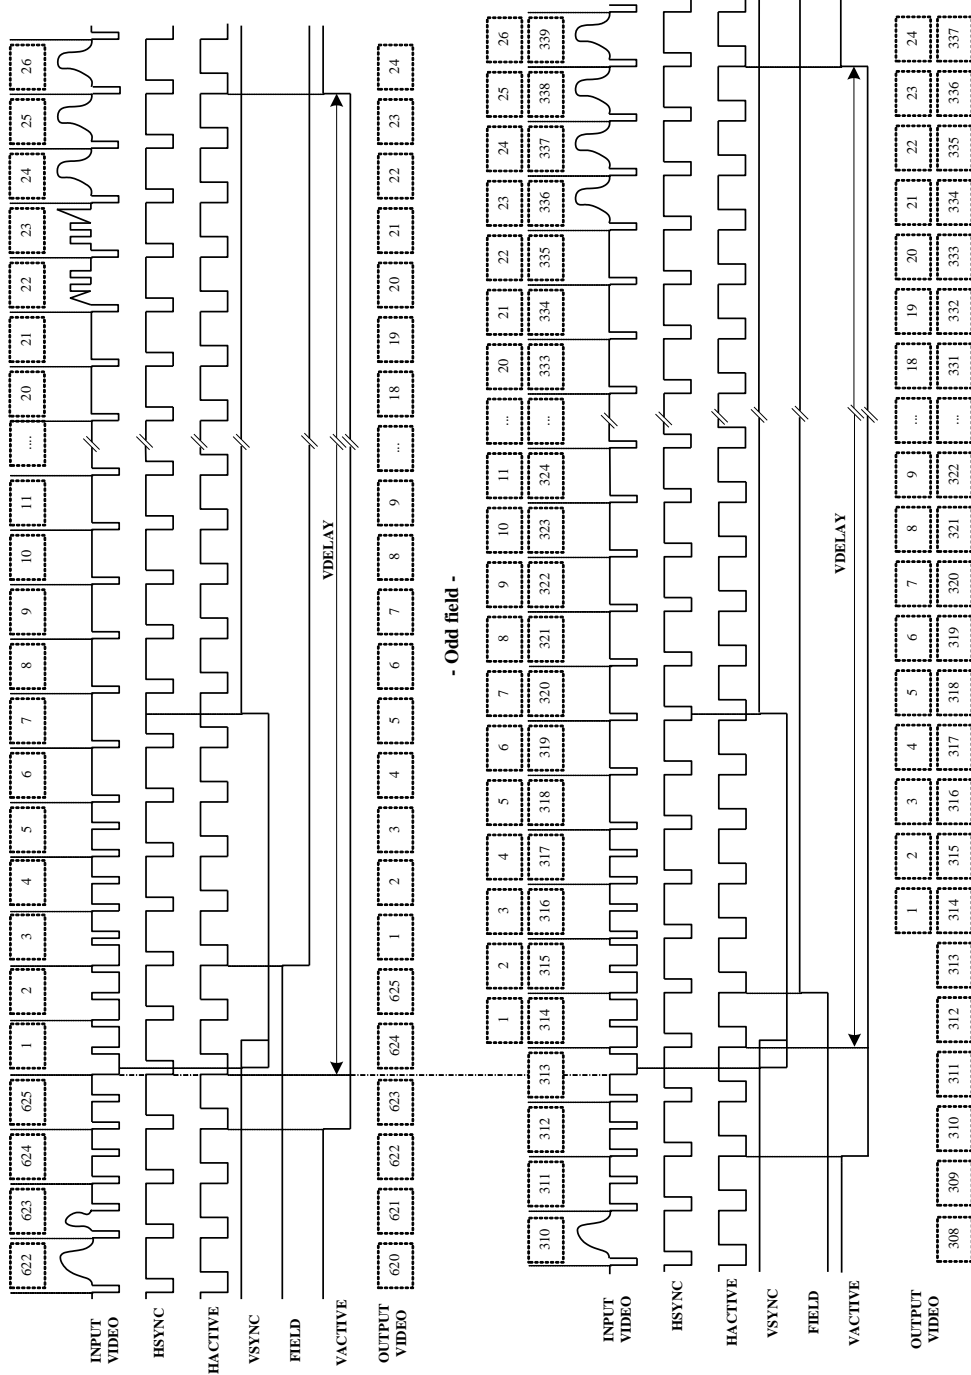 622 623 624 625 1 2 3 4 5 6 7 8 9 10 11 .... 20 21 22 23 24 25 26
INPUT
VIDEO
HSYNC
HACTIVE
VSYNC
FIELD
VDELAY
VACTIVE
OUTPUT
VIDEO
620 621 622 623 624 625 1 2 3 4 5 6 7 8 9 ... 18 19 20 21 22 23 24
- Odd field -
1 2 3 4 5 6 7 8 9 10 11 ... 20 21 22 23 24 25 26
310 311 312 313 314 315 316 317 318 319 320 321 322 323 324 ... 333 334 335 336 337 338 339
INPUT
VIDEO
HSYNC
HACTIVE
VSYNC
FIELD
VDELAY
VACTIVE
OUTPUT
VIDEO
1 2 3 4 5 6 7 8 9 ... 18 19 20 21 22 23 24
308 309 310 311 312 313 314 315 316 317 318 319 320 321 322 ... 331 332 333 334 335 336 337